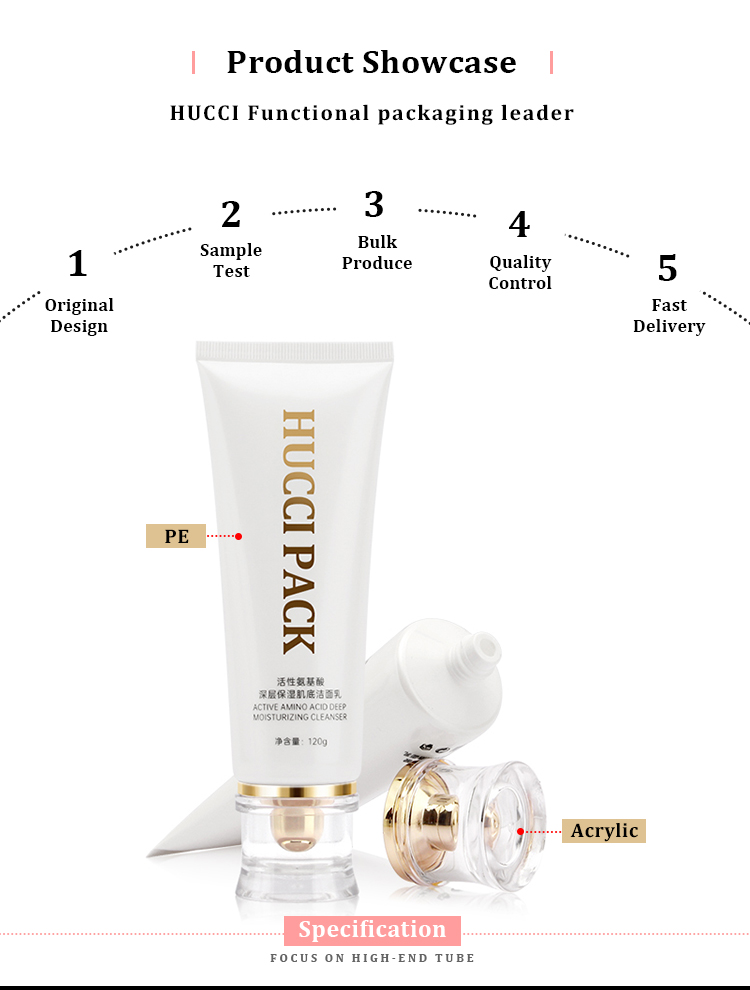 Product Showcase
HUCCI Functional packaging leader
1
Original
Design
2
Sample
Test
3
Bulk
Produce
4
Quality
Control
5
Fast
Delivery
HUCCI PACK
PE
活性氨基酸
深层保湿肌底洁面乳
ACTIVE AMINO ACID DEEP
MOISTURIZING CLEANSER
净含量：120g
Acrylic
Specification
FOCUS ON HIGH-END TUBE